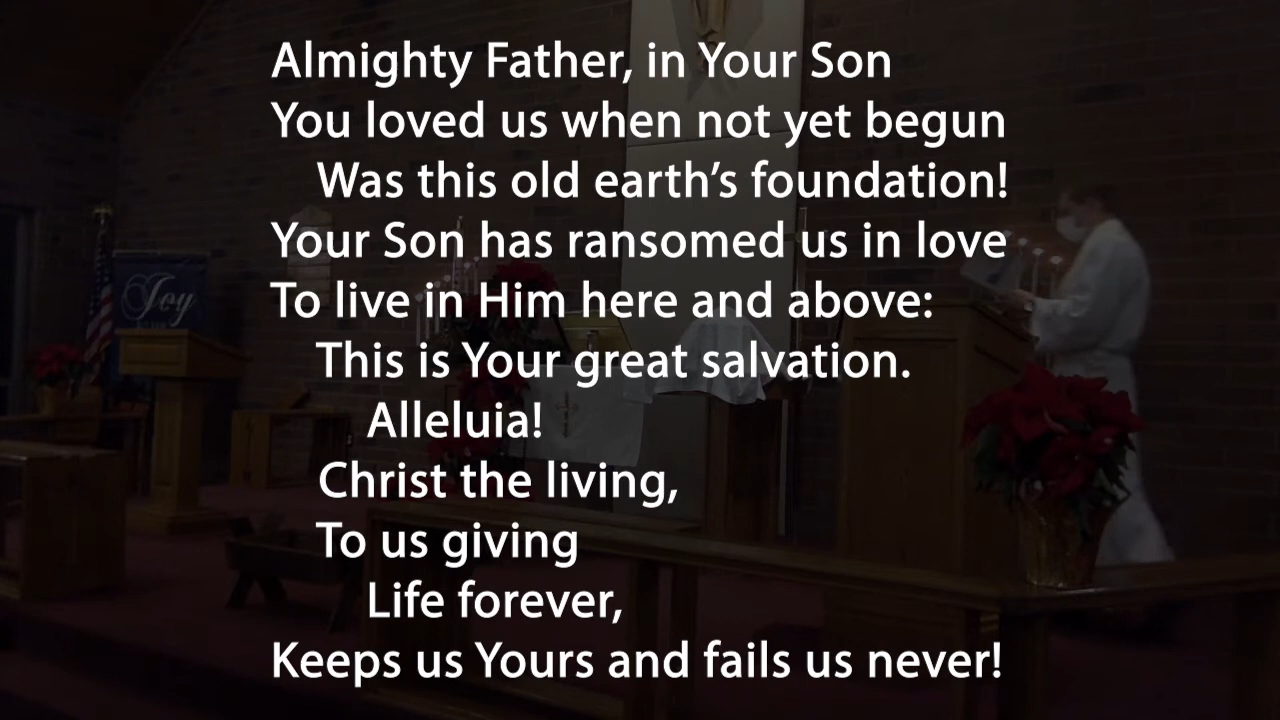 Almighty Father, in Your Son
You loved us when not yet begun
Was this old earth’s foundation!
Your Son has ransomed us in love
To live in Him here and above:
This is Your great salvation.
Alleluia!
Christ the living,
To us giving
Life forever,
Keeps us Yours and fails us never!
Joy